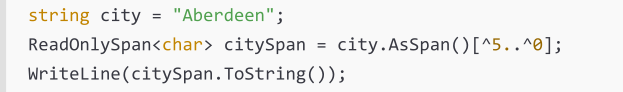 string city = "Aberdeen";
ReadOnlySpan<char> citySpan = city.AsSpan()[^5..^0];
WriteLine(citySpan.ToString());